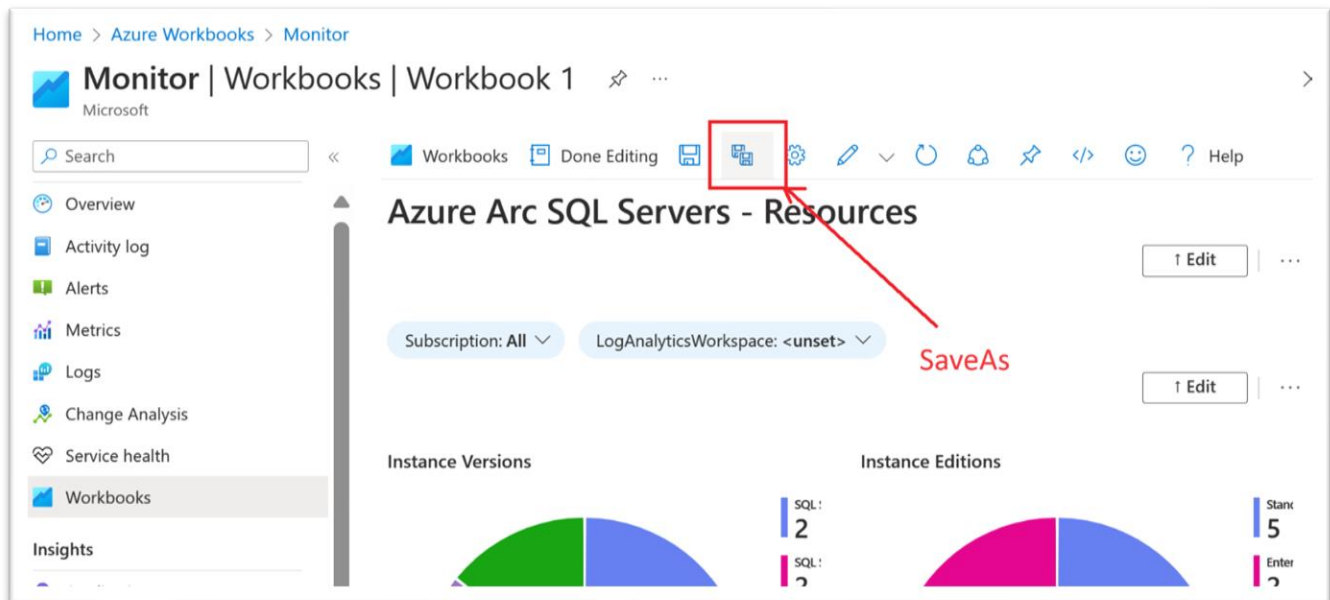 Home > Azure Workbooks > Monitor
Monitor | Workbooks | Workbook 1 ...
Microsoft
Search «
Workbooks Done Editing </> ? Help
Overview
Activity log
Alerts
Metrics
Logs
Change Analysis
Service health
Workbooks
Insights
Azure Arc SQL Servers - Resources
↑ Edit ...
Subscription: All LogAnalyticsWorkspace: <unset>
SaveAs
↑ Edit ...
Instance Versions
SQL
2
SQL
Instance Editions
5